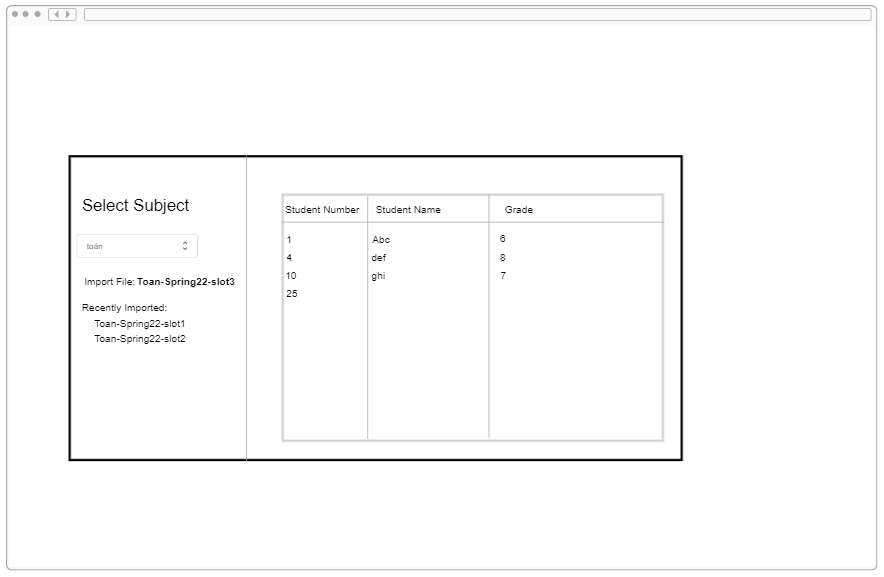 Select Subject
toán
Import File: Toan-Spring22-slot3
Recently Imported:
Toan-Spring22-slot1
Toan-Spring22-slot2
Student Number Student Name Grade
1 Abc 6
4 def 8
10 ghi 7
25